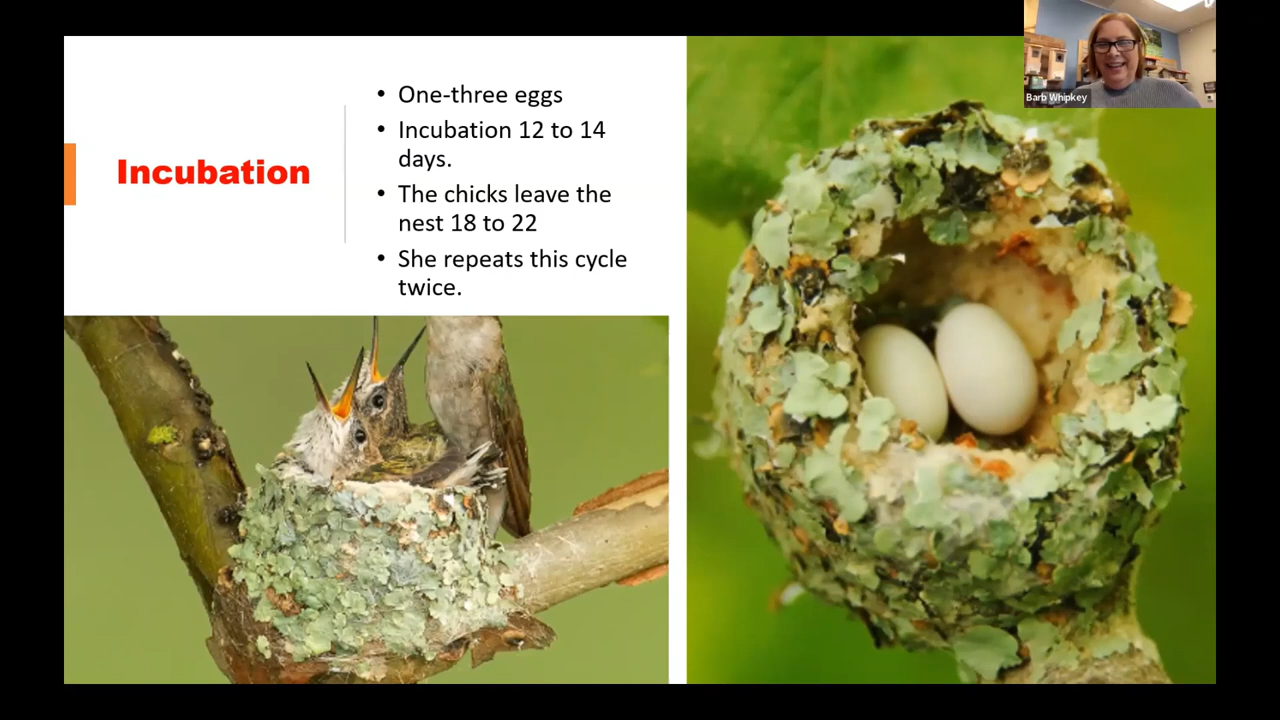 Incubation
• One-three eggs
• Incubation 12 to 14
days.
• The chicks leave the
nest 18 to 22
• She repeats this cycle
twice.
Barb Whipkey